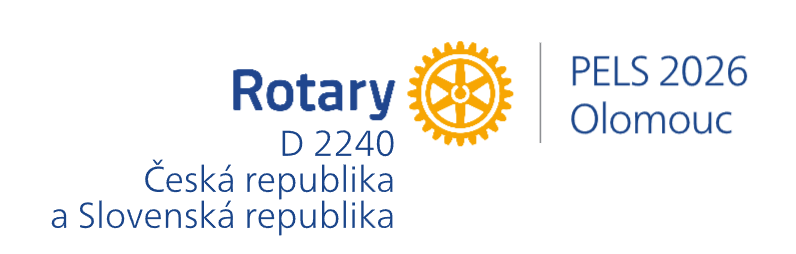 Rotary
D 2240
Česká republika
a Slovenská republika
PELS 2026
Olomouc